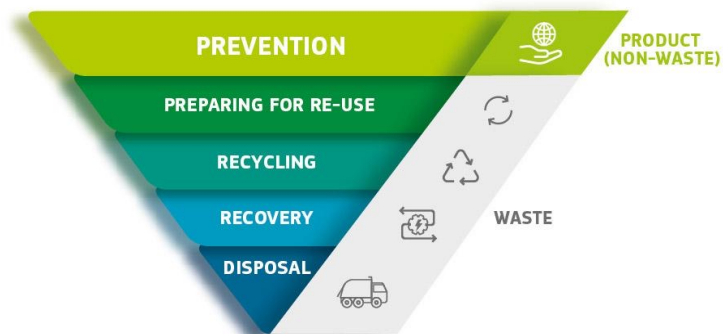 PREVENTION
PRODUCT
(NON-WASTE)
PREPARING FOR RE-USE
RECYCLING
RECOVERY
WASTE
DISPOSAL